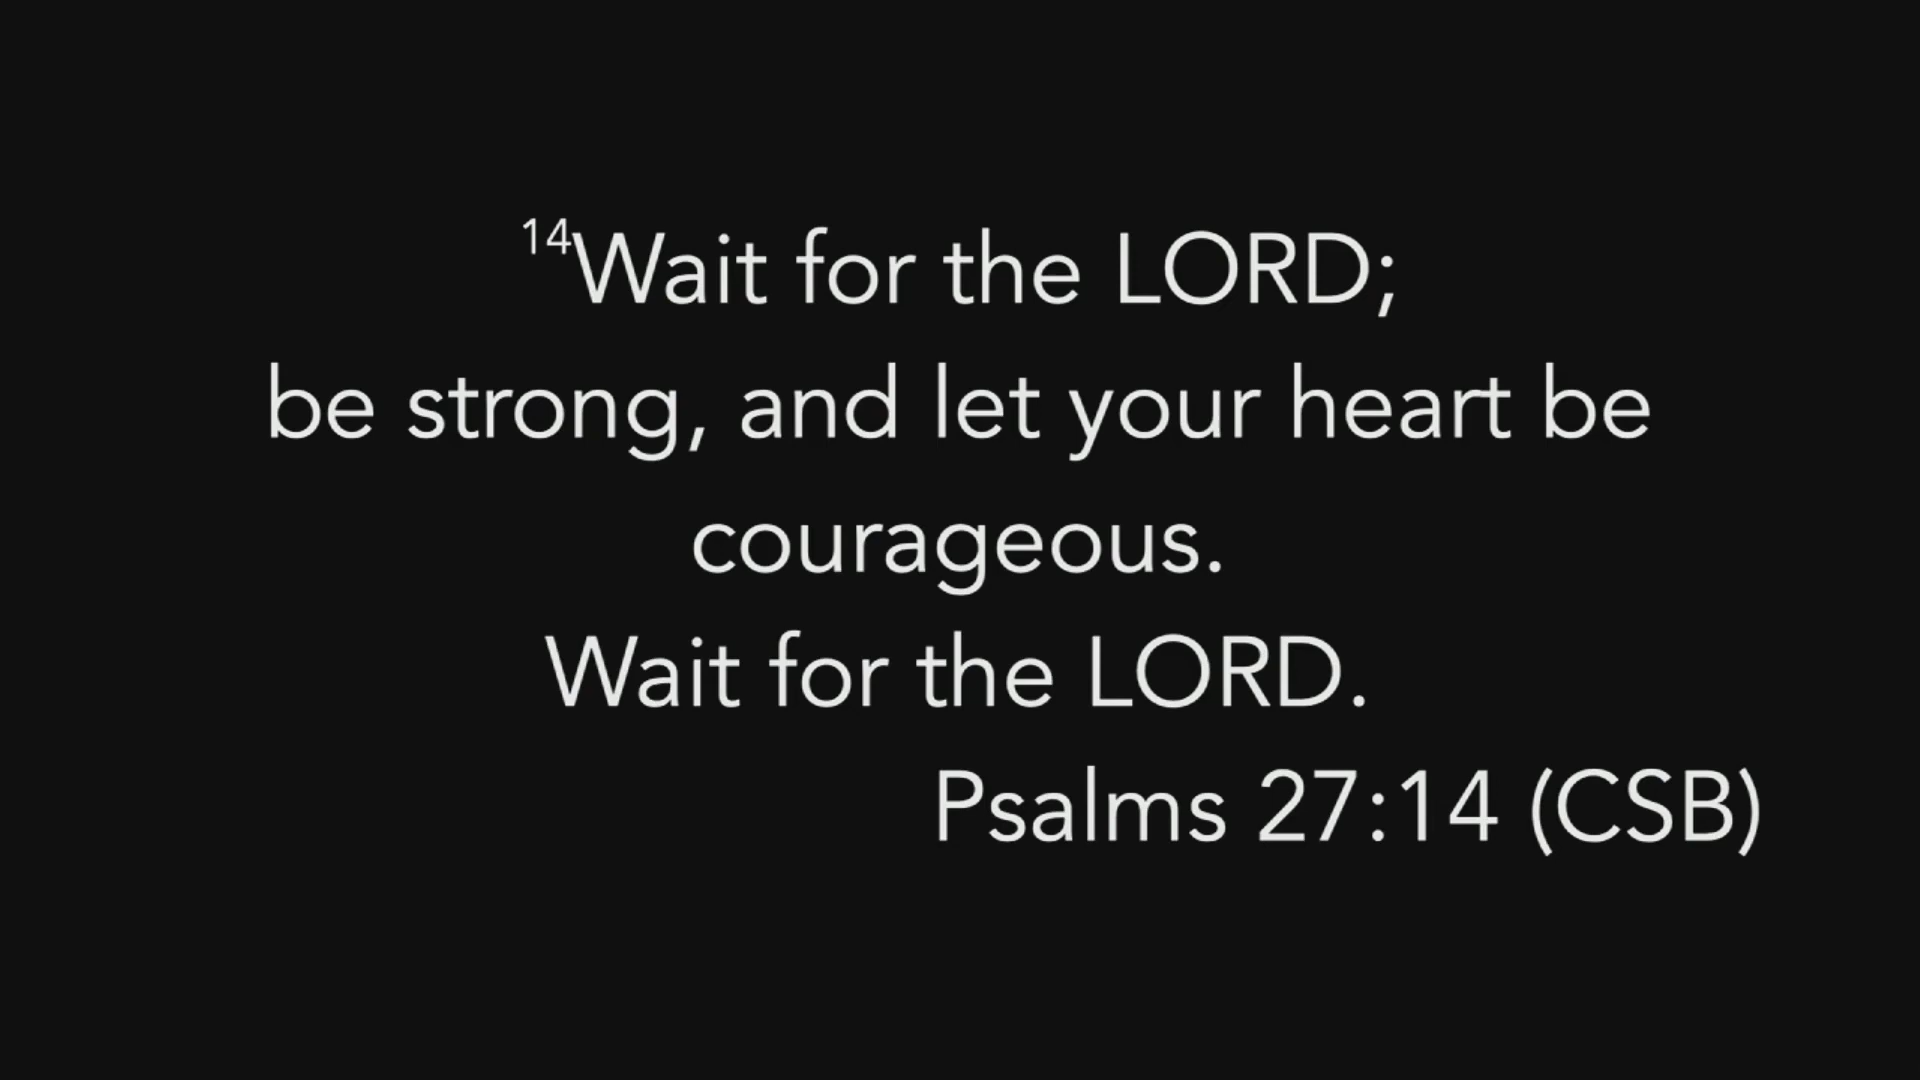 ¹⁴Wait for the LORD;
be strong, and let your heart be
courageous.
Wait for the LORD.
Psalms 27:14 (CSB)